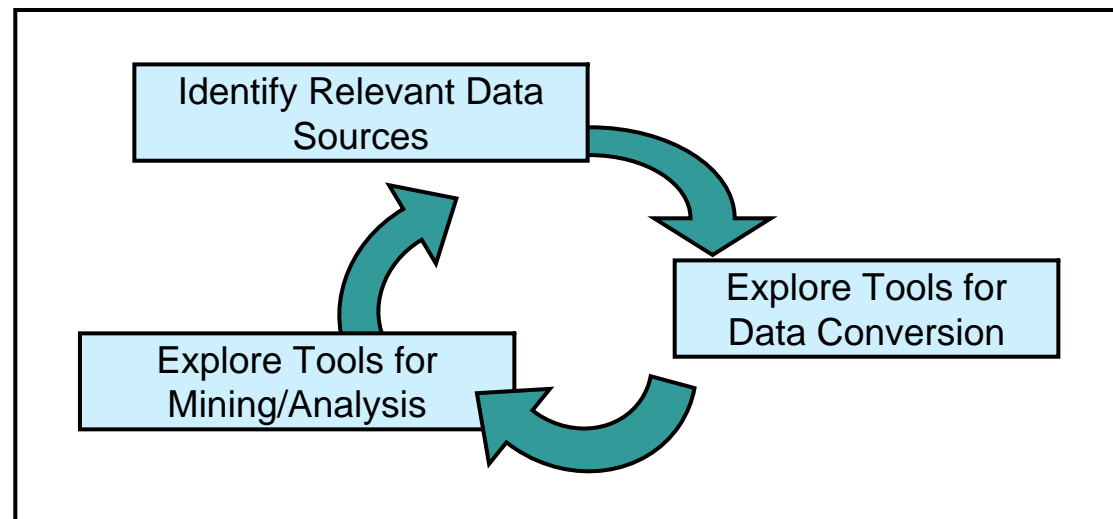 Identify Relevant Data
Sources
Explore Tools for
Data Conversion
Explore Tools for
Mining/Analysis